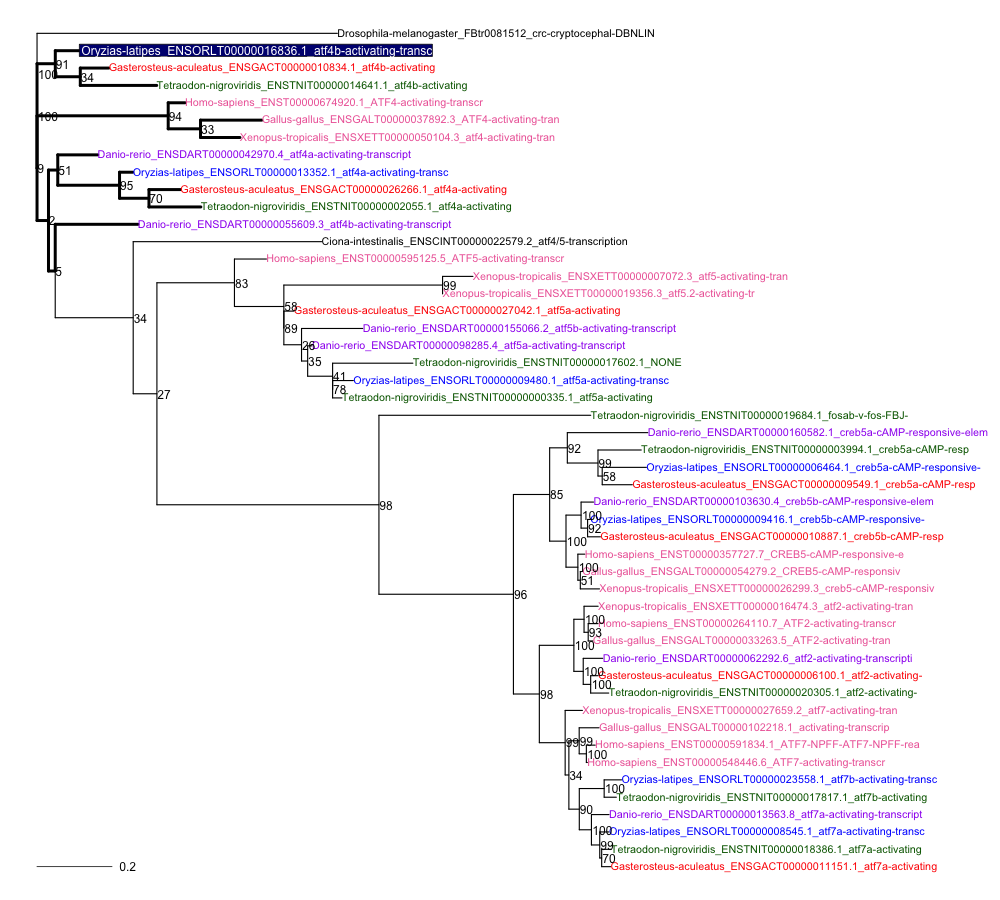 Drosophila-melanogaster_FBtr0081512_crc-cryptocephal-DBNLIN
Oryzias-latipes_ENSORLT00000016836.1_atf4b-activating-transc
91
Gasterosteus-aculeatus_ENSGACT00000010834.1_atf4b-activating
100
34
Tetraodon-nigroviridis_ENSTNIT00000014641.1_atf4b-activating
Homo-sapiens_ENST00000674920.1_ATF4-activating-transcr
100
94
Gallus-gallus_ENSGALT00000037892.3_ATF4-activating-tran
33
Xenopus-tropicalis_ENSXETT00000050104.3_atf4-activating-tran
Danio-rerio_ENSDART00000042970.4_atf4a-activating-transcript
9
51
Oryzias-latipes_ENSORLT00000013352.1_atf4a-activating-transc
95
Gasterosteus-aculeatus_ENSGACT00000026266.1_atf4a-activating
70
Tetraodon-nigroviridis_ENSTNIT00000002055.1_atf4a-activating
2
Danio-rerio_ENSDART00000055609.3_atf4b-activating-transcript
Ciona-intestinalis_ENSCINT00000022579.2_atf4/5-transcription
Homo-sapiens_ENST00000595125.5_ATF5-activating-transcr
5
Xenopus-tropicalis_ENSXETT00000007072.3_atf5-activating-tran
83
99
Xenopus-tropicalis_ENSXETT00000019356.3_atf5.2-activating-tr
58
Gasterosteus-aculeatus_ENSGACT00000027042.1_atf5a-activating
34
89
Danio-rerio_ENSDART00000155066.2_atf5b-activating-transcript
26
Danio-rerio_ENSDART00000098285.4_atf5a-activating-transcript
35
Tetraodon-nigroviridis_ENSTNIT00000017602.1_NONE
41
Oryzias-latipes_ENSORLT00000009480.1_atf5a-activating-transc
27
78
Tetraodon-nigroviridis_ENSTNIT00000000335.1_atf5a-activating
Tetraodon-nigroviridis_ENSTNIT00000019684.1_fosab-v-fos-FBJ-
Danio-rerio_ENSDART00000160582.1_creb5a-cAMP-responsive-elem
92
Tetraodon-nigroviridis_ENSTNIT00000003994.1_creb5a-cAMP-resp
99
Oryzias-latipes_ENSORLT00000006464.1_creb5a-cAMP-responsive-
58
Gasterosteus-aculeatus_ENSGACT00000009549.1_creb5a-cAMP-resp
85
Danio-rerio_ENSDART00000103630.4_creb5b-cAMP-responsive-elem
98
100
Oryzias-latipes_ENSORLT00000009416.1_creb5b-cAMP-responsive-
92
Gasterosteus-aculeatus_ENSGACT00000010887.1_creb5b-cAMP-resp
100
Homo-sapiens_ENST00000357727.7_CREB5-cAMP-responsive-e
100
Gallus-gallus_ENSGALT00000054279.2_CREB5-cAMP-responsiv
51
Xenopus-tropicalis_ENSXETT00000026299.3_creb5-cAMP-responsiv
96
Xenopus-tropicalis_ENSXETT00000016474.3_atf2-activating-tran
100
Homo-sapiens_ENST00000264110.7_ATF2-activating-transcr
93
Gallus-gallus_ENSGALT00000033263.5_ATF2-activating-tran
100
Danio-rerio_ENSDART00000062292.6_atf2-activating-transcripti
100
Gasterosteus-aculeatus_ENSGACT00000006100.1_atf2-activating-
100
Tetraodon-nigroviridis_ENSTNIT00000020305.1_atf2-activating-
98
Xenopus-tropicalis_ENSXETT00000027659.2_atf7-activating-tran
Gallus-gallus_ENSGALT00000102218.1_activating-transcrip
99
99
Homo-sapiens_ENST00000591834.1_ATF7-NPFF-ATF7-NPFF-rea
100
Homo-sapiens_ENST00000548446.6_ATF7-activating-transcr
34
Oryzias-latipes_ENSORLT00000023558.1_atf7b-activating-transc
100
Tetraodon-nigroviridis_ENSTNIT00000017817.1_atf7b-activating
90
Danio-rerio_ENSDART00000013563.8_atf7a-activating-transcript
100
Oryzias-latipes_ENSORLT00000008545.1_atf7a-activating-transc
99
Tetraodon-nigroviridis_ENSTNIT00000018386.1_atf7a-activating
70
Gasterosteus-aculeatus_ENSGACT00000011151.1_atf7a-activating
0.2